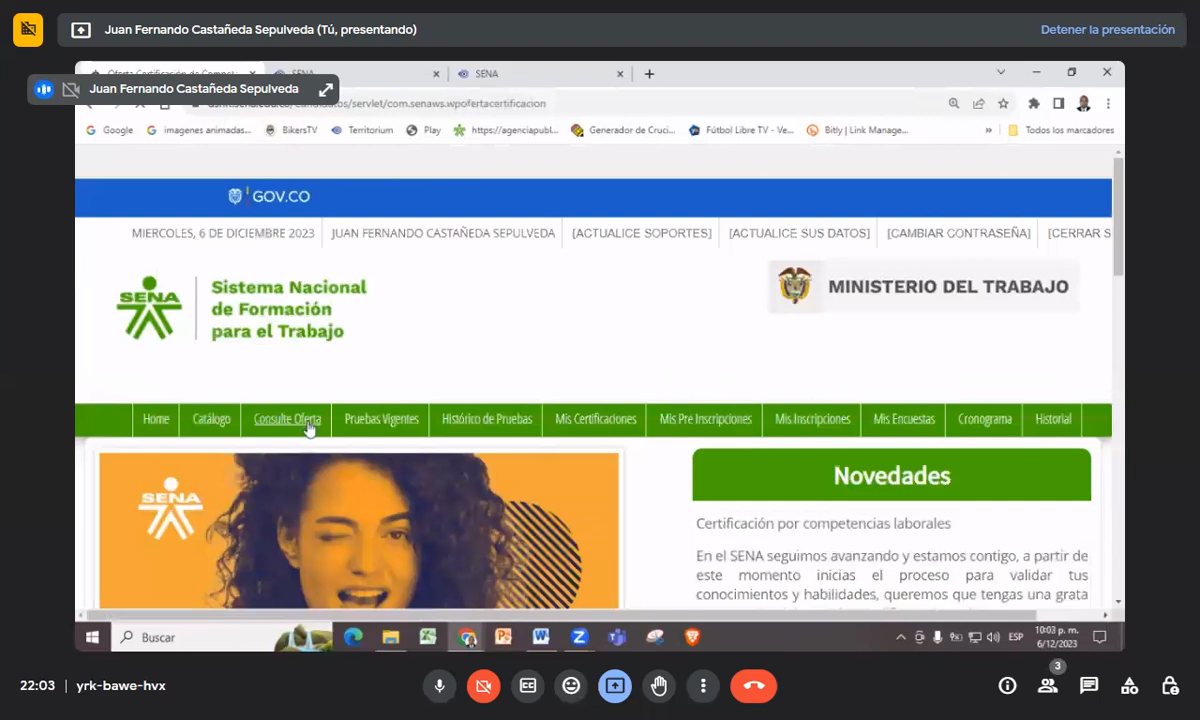 Juan Fernando Castañeda Sepulveda (Tú, presentando)
Detener la presentación
SENA
SENA
Juan Fernando Castañeda Sepulveda
Google
imagenes animadas...
BikersTV
Territorium
Play
https://agenciapubl...
Generador de Cruci...
Fútbol Libre TV - Ve...
Bitly | Link Manage...
»
Todos los marcadores
GOV.CO
MIERCOLES, 6 DE DICIEMBRE 2023
JUAN FERNANDO CASTAÑEDA SEPULVEDA
[ACTUALICE SOPORTES]
[ACTUALICE SUS DATOS]
[CAMBIAR CONTRASEÑA]
[CERRAR S
SENA
Sistema Nacional
de Formación
para el Trabajo
MINISTERIO DEL TRABAJO
Home
Catálogo
Consulte Oferta
Pruebas Vigentes
Histórico de Pruebas
Mis Certificaciones
Mis Pre Inscripciones
Mis Inscripciones
Mis Encuestas
Cronograma
Historial
SENA
Novedades
Certificación por competencias laborales
En el SENA seguimos avanzando y estamos contigo, a partir de
este momento inicias el proceso para validar tus
conocimientos y habilidades, queremos que tengas una grata
Buscar
ESP
10:03 p. m.
6/12/2023
22:03 | yrk-bawe-hvx
3